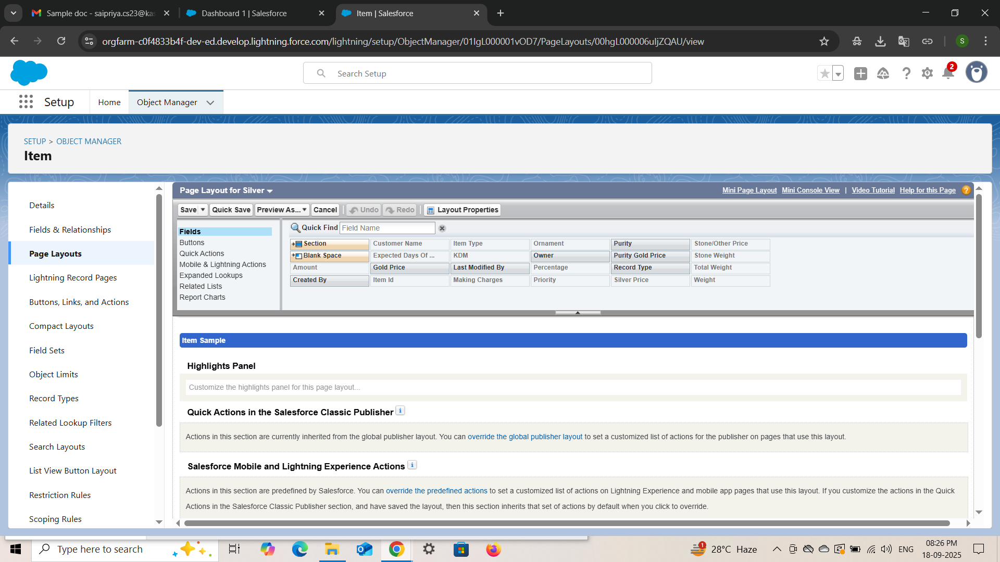 Sample doc - saipriya.cs23@kas
Dashboard 1 | Salesforce
Item | Salesforce
orgfarm-c0f4833b4f-dev-ed.develop.lightning.force.com/lightning/setup/ObjectManager/01IgL000001vOD7/PageLayouts/00hgL000006uIjZQAU/view
S
Search Setup
2
Setup
Home
Object Manager
SETUP > OBJECT MANAGER
Item
Details
Fields & Relationships
Page Layouts
Lightning Record Pages
Buttons, Links, and Actions
Compact Layouts
Field Sets
Object Limits
Record Types
Related Lookup Filters
Search Layouts
List View Button Layout
Restriction Rules
Scoping Rules
Page Layout for Silver
Mini Page Layout Mini Console View | Video Tutorial Help for this Page ?
Save Quick Save Preview As... Cancel Undo Redo Layout Properties
Fields
Buttons
Quick Actions
Mobile & Lightning Actions
Expanded Lookups
Related Lists
Report Charts
Quick Find Field Name
Section Customer Name Item Type Ornament Purity Stone/Other Price
Blank Space Expected Days Of ... KDM Owner Purity Gold Price Stone Weight
Amount Gold Price Last Modified By Percentage Record Type Total Weight
Created By Item Id Making Charges Priority Silver Price Weight
Item Sample
Highlights Panel
Customize the highlights panel for this page layout...
Quick Actions in the Salesforce Classic Publisher i
Actions in this section are currently inherited from the global publisher layout. You can override the global publisher layout to set a customized list of actions for the publisher on pages that use this layout.
Salesforce Mobile and Lightning Experience Actions i
Actions in this section are predefined by Salesforce. You can override the predefined actions to set a customized list of actions on Lightning Experience and mobile app pages that use this layout. If you customize the actions in the Quick
Actions in the Salesforce Classic Publisher section, and have saved the layout, then this section inherits that set of actions by default when you click to override.
Type here to search
1
28°C Haze
ENG
08:26 PM
18-09-2025